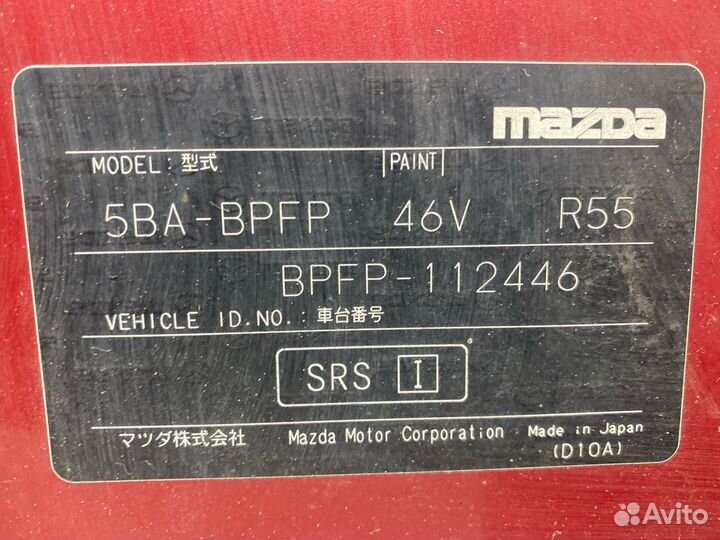 mazda
MODEL : 型式 PAINT
5BA-BPFP 46V R55
BPFP-112446
VEHICLE ID.NO. : 車台番号
SRS I
マツダ株式会社 Mazda Motor Corporation Made in Japan
(D10A)
Avito